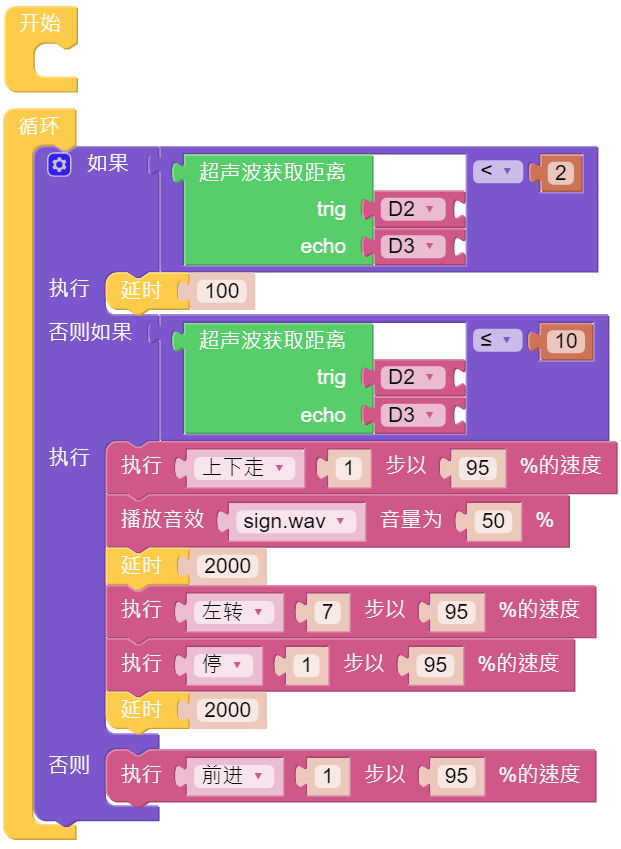 开始
循环
如果 超声波获取距离 < 2
trig D2
echo D3
执行 延时 100
否则如果 超声波获取距离 ≤ 10
trig D2
echo D3
执行 执行 上下走 1 步以 95 %的速度
播放音效 sign.wav 音量为 50 %
延时 2000
执行 左转 7 步以 95 %的速度
执行 停 1 步以 95 %的速度
延时 2000
否则 执行 前进 1 步以 95 %的速度